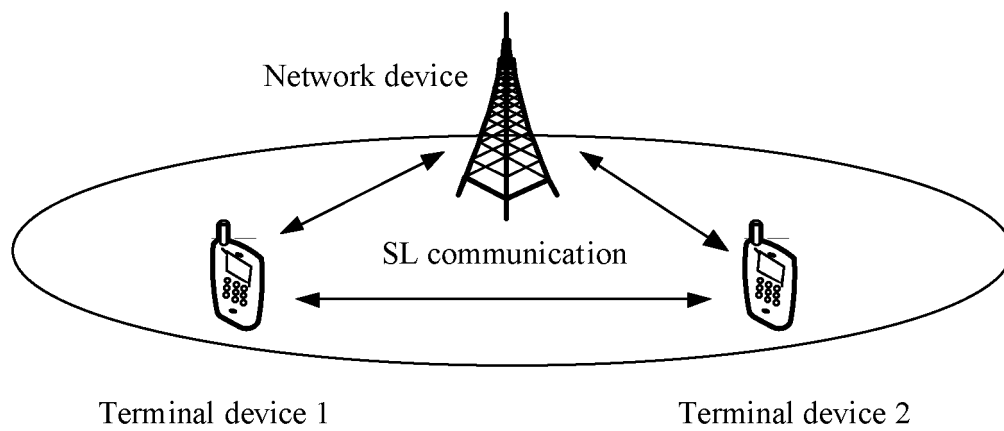 Network device
SL communication
Terminal device 1
Terminal device 2